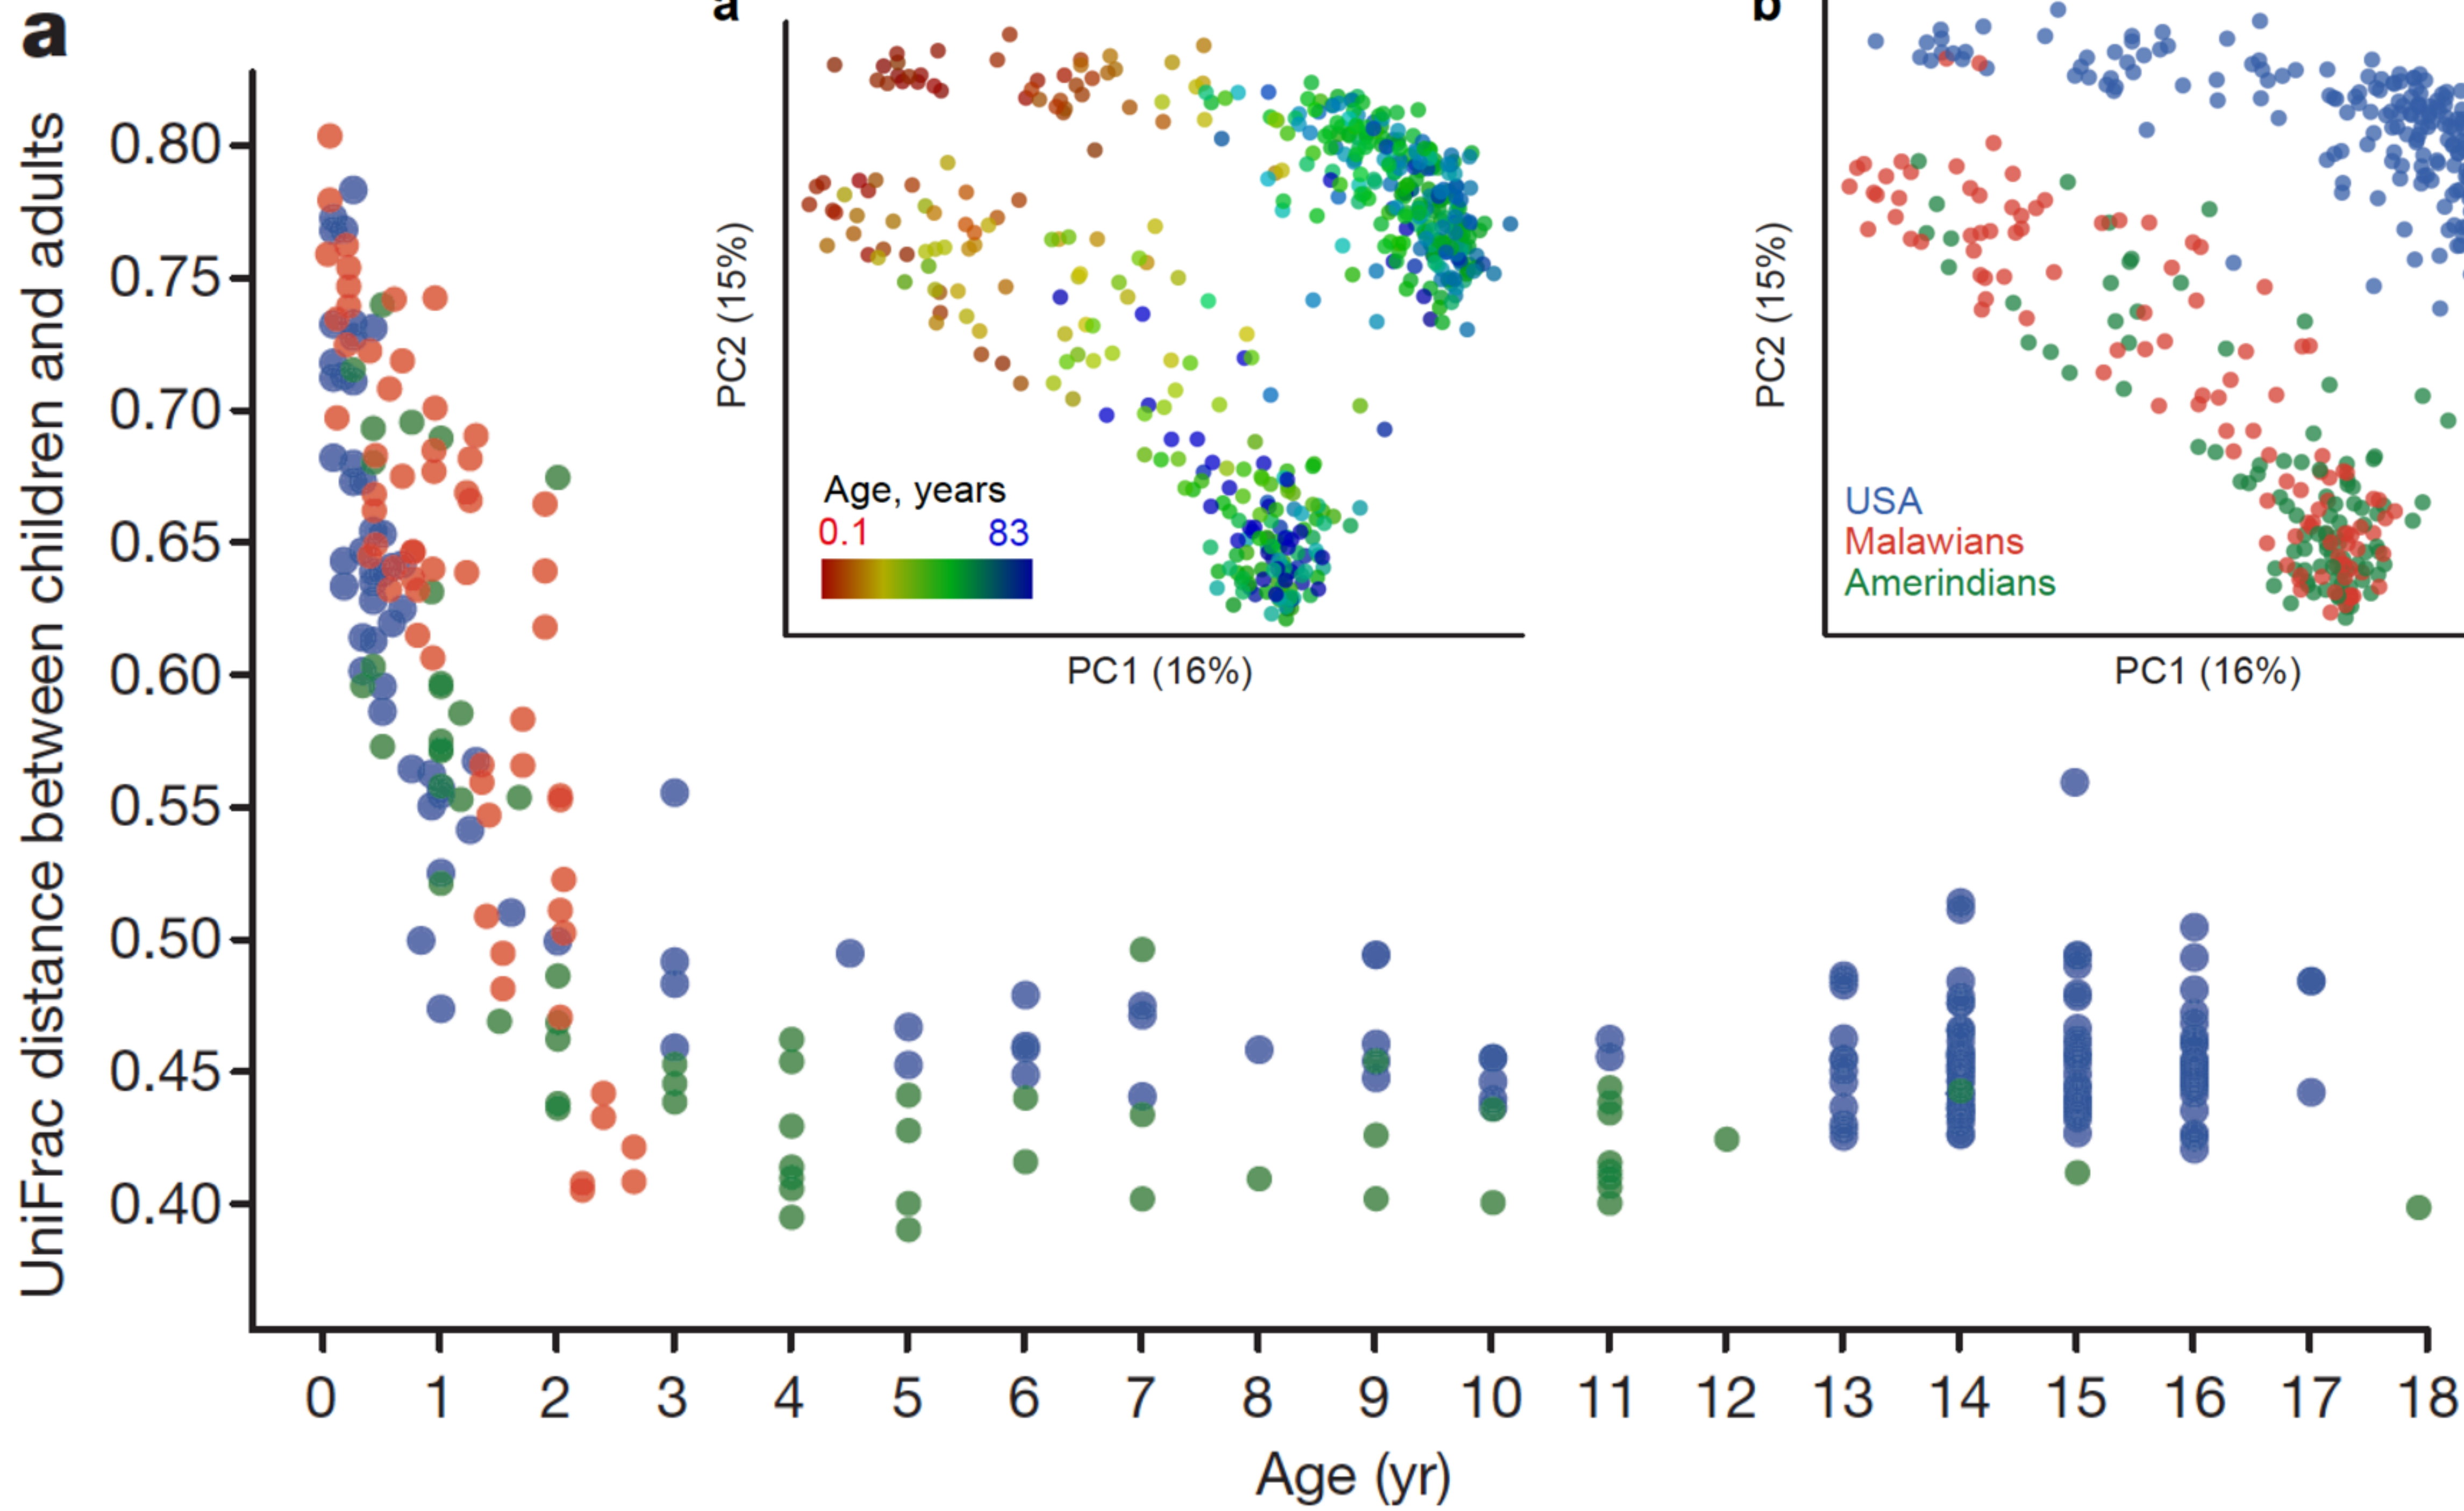 a
UniFrac distance between children and adults
0.80
0.75
0.70
0.65
0.60
0.55
0.50
0.45
0.40
0 1 2 3 4 5 6 7 8 9 10 11 12 13 14 15 16 17 18
Age (yr)
a
PC2 (15%)
Age, years
0.1 83
PC1 (16%)
b
PC2 (15%)
USA
Malawians
Amerindians
PC1 (16%)